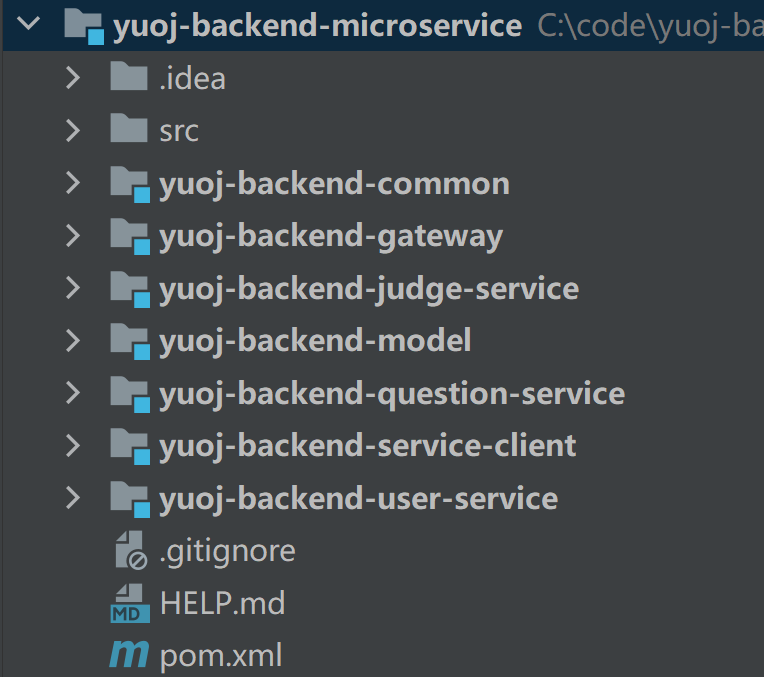 yuoj-backend-microservice C:\code\yuoj-ba
.idea
src
yuoj-backend-common
yuoj-backend-gateway
yuoj-backend-judge-service
yuoj-backend-model
yuoj-backend-question-service
yuoj-backend-service-client
yuoj-backend-user-service
.gitignore
MD HELP.md
m pom.xml